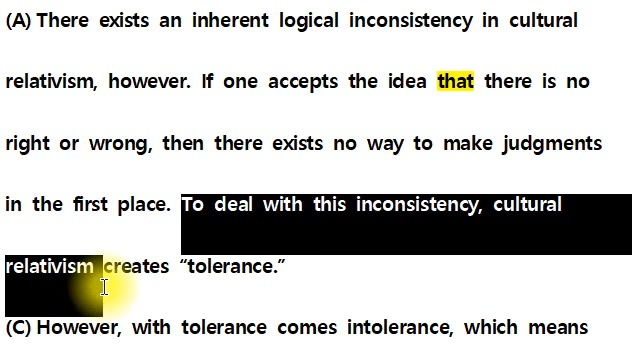 (A) There exists an inherent logical inconsistency in cultural
relativism, however. If one accepts the idea that there is no
right or wrong, then there exists no way to make judgments
in the first place. To deal with this inconsistency, cultural
relativism creates “tolerance.”
(C) However, with tolerance comes intolerance, which means